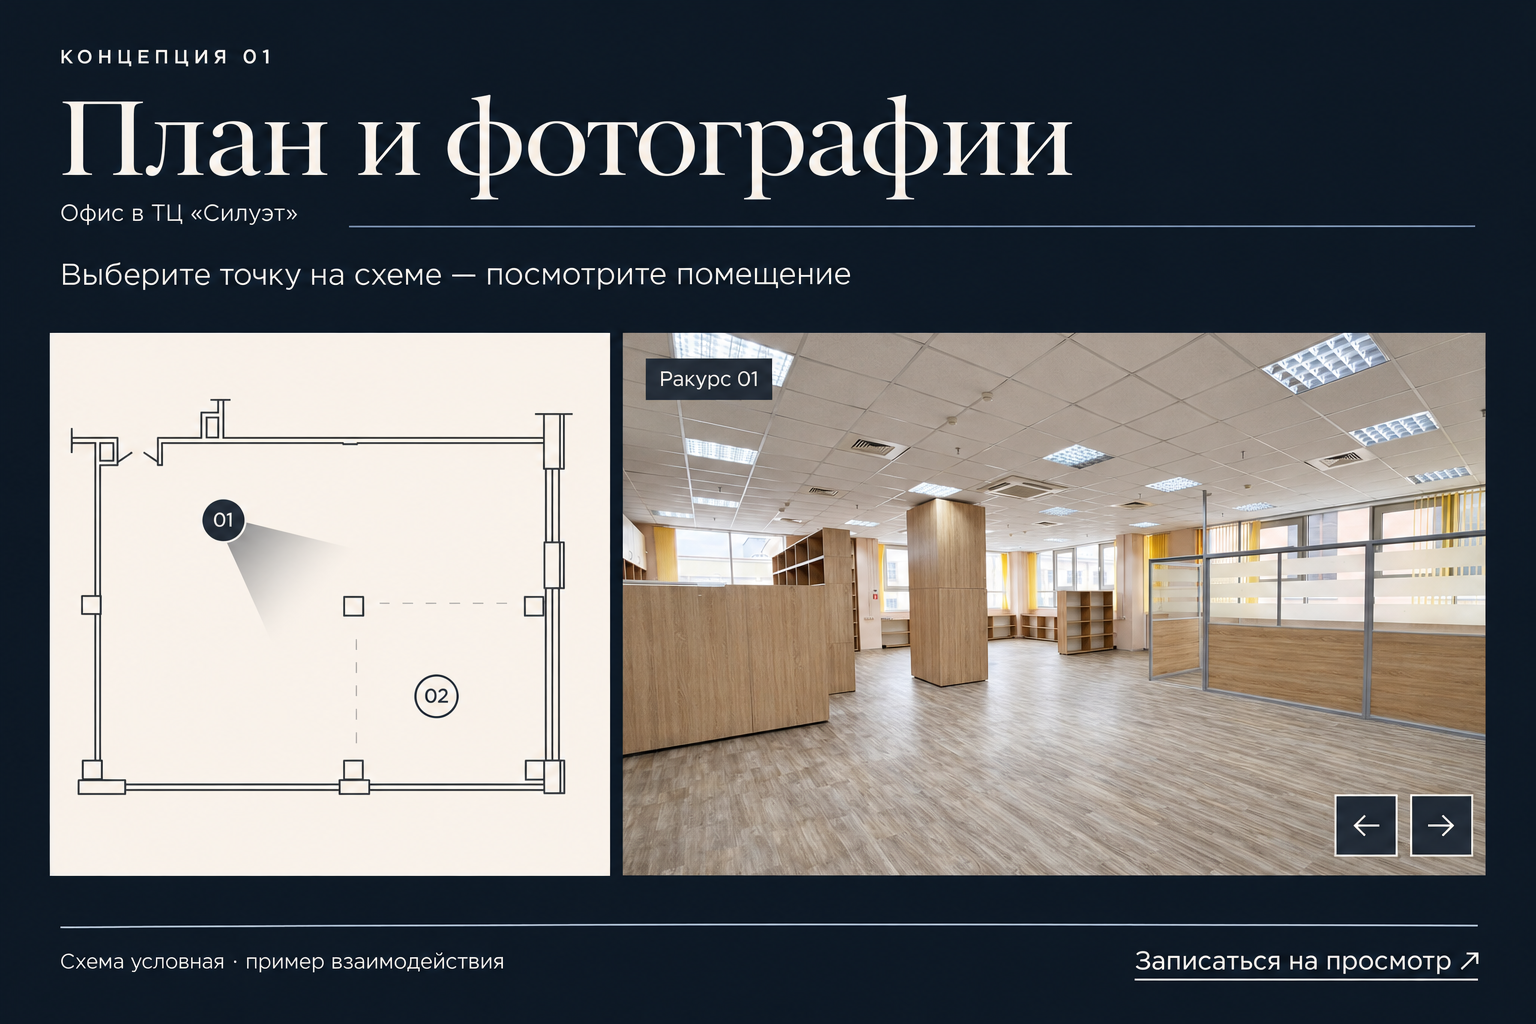 КОНЦЕПЦИЯ 01
План и фотографии
Офис в ТЦ «Силуэт»
Выберите точку на схеме — посмотрите помещение
01
02
Ракурс 01
← →
Схема условная · пример взаимодействия
Записаться на просмотр ↗